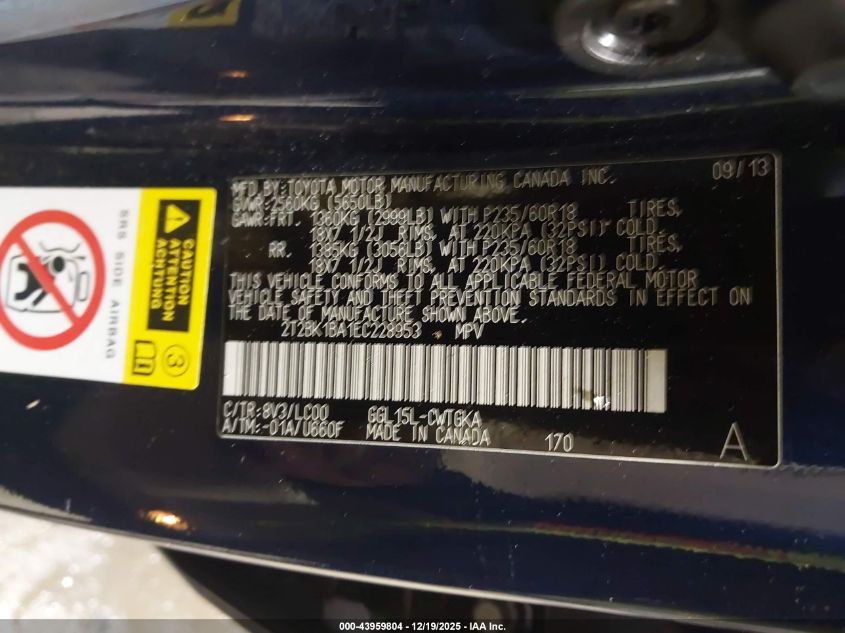 MFD.BY:TOYOTA MOTOR MANUFACTURING CANADA INC. 09/13
GVWR:2560KG (5650LB)
GAWR:FRT. 1360KG (2999LB) WITH P235/60R18 TIRES,
18X7 1/2J RIMS, AT 220KPA (32PSI) COLD.
RR. 1385KG (3056LB) WITH P235/60R18 TIRES,
18X7 1/2J RIMS, AT 220KPA (32PSI) COLD.
THIS VEHICLE CONFORMS TO ALL APPLICABLE FEDERAL MOTOR
VEHICLE SAFETY AND THEFT PREVENTION STANDARDS IN EFFECT ON
THE DATE OF MANUFACTURE SHOWN ABOVE.
2T2BK1BA1EC228953 MPV
C/TR:8V3/LC00 GGL15L-CWTGKA
A/TM:-01A/U660F MADE IN CANADA 170 A
SRS SIDE AIRBAG
CAUTION
ATTENTION
ACHTUNG
3
000-43959804 - 12/19/2025 - IAA Inc.